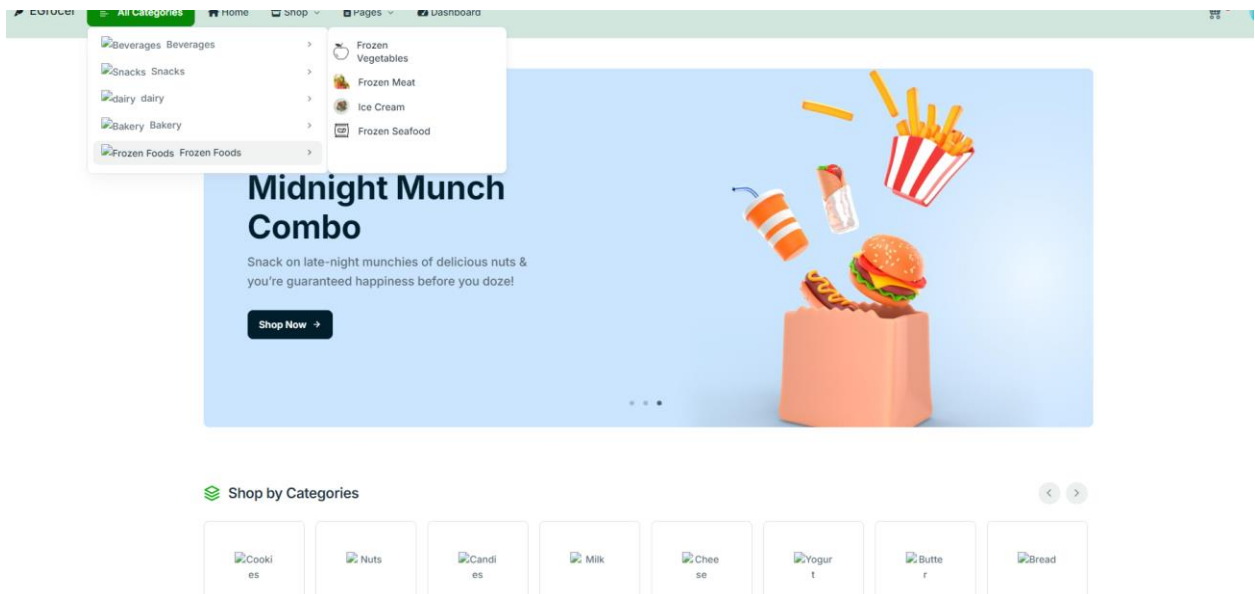 EGrocer All Categories Home Shop Pages Dashboard
Beverages Beverages
Snacks Snacks
dairy dairy
Bakery Bakery
Frozen Foods Frozen Foods
Frozen
Vegetables
Frozen Meat
Ice Cream
Frozen Seafood
Midnight Munch
Combo
Snack on late-night munchies of delicious nuts &
you're guaranteed happiness before you doze!
Shop Now →
Shop by Categories
Cooki
es
Nuts
Candi
es
Milk
Chee
se
Yogur
t
Butte
r
Bread